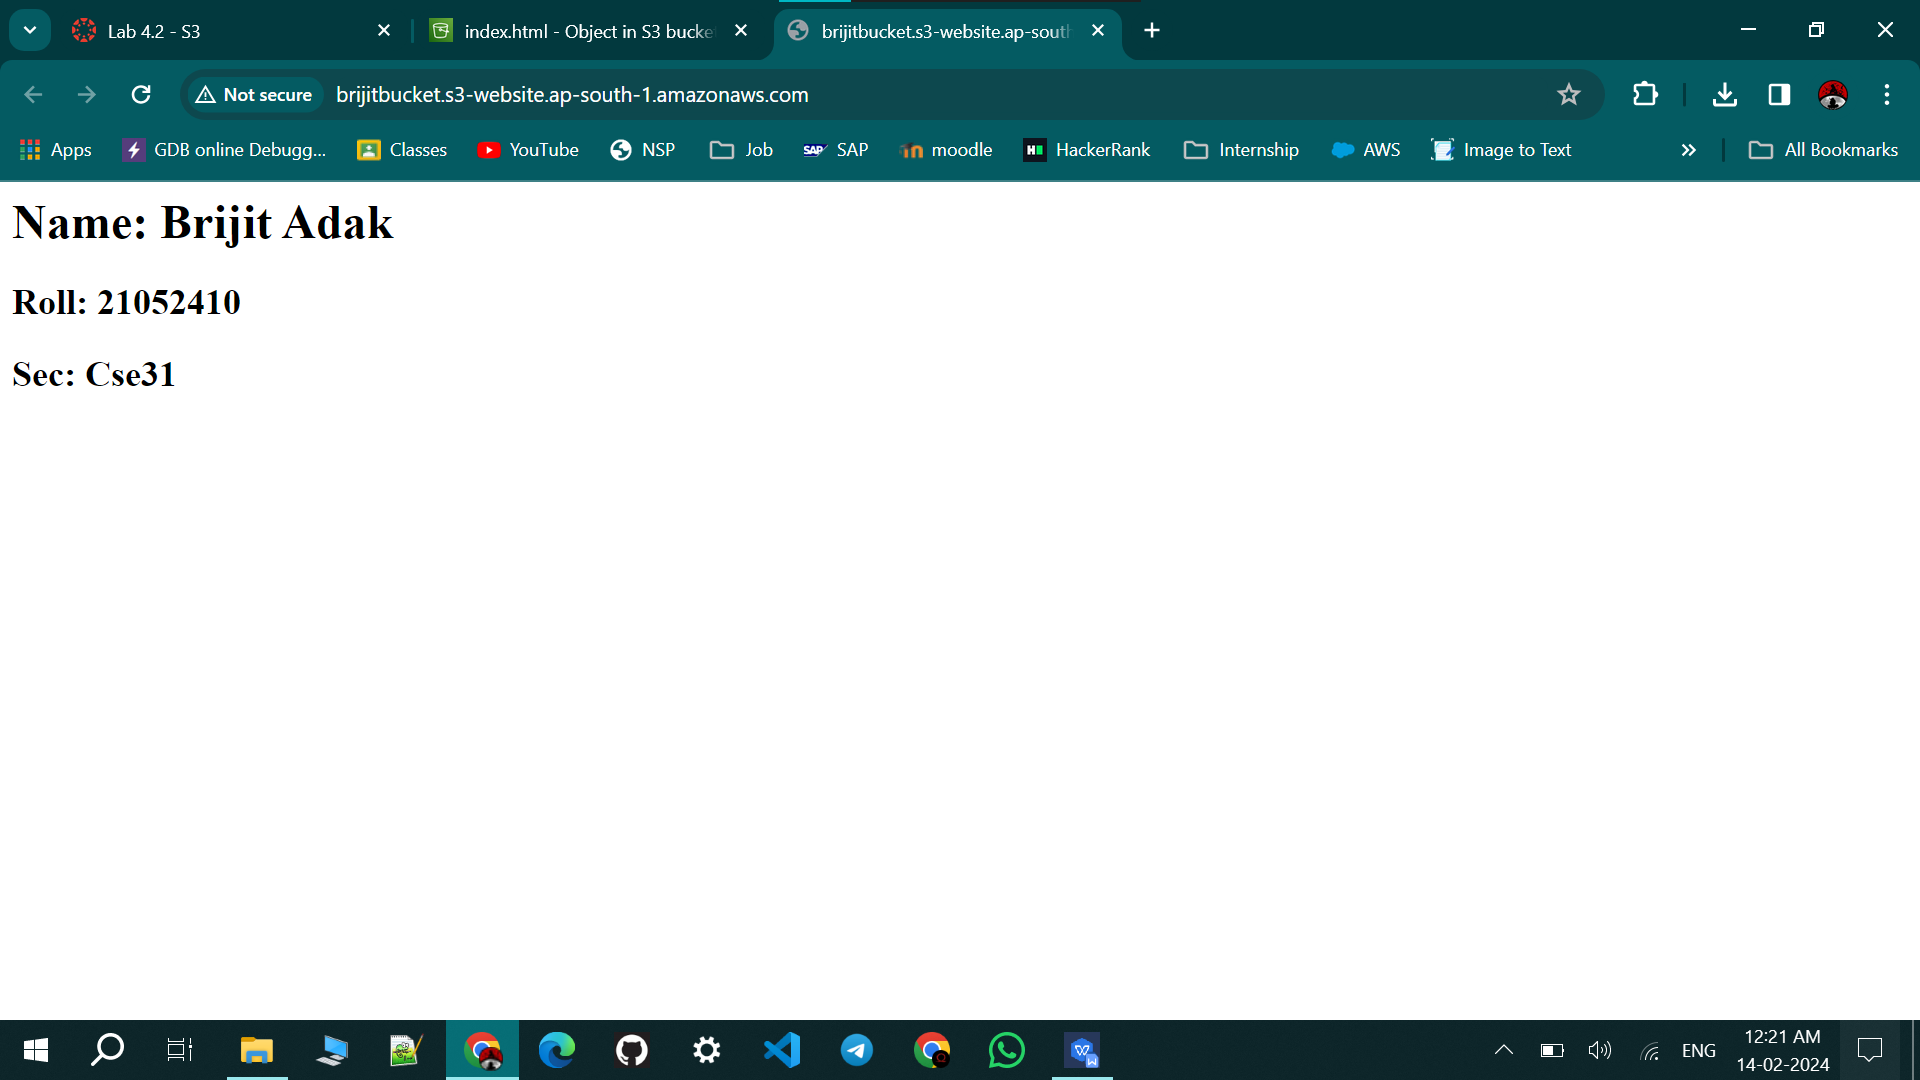 Lab 4.2 - S3
index.html - Object in S3 bucke
brijitbucket.s3-website.ap-sout
Not secure
brijitbucket.s3-website.ap-south-1.amazonaws.com
Apps
GDB online Debugg...
Classes
YouTube
NSP
Job
SAP
SAP
moodle
HackerRank
Internship
AWS
Image to Text
All Bookmarks
Name: Brijit Adak
Roll: 21052410
Sec: Cse31
ENG
12:21 AM
14-02-2024